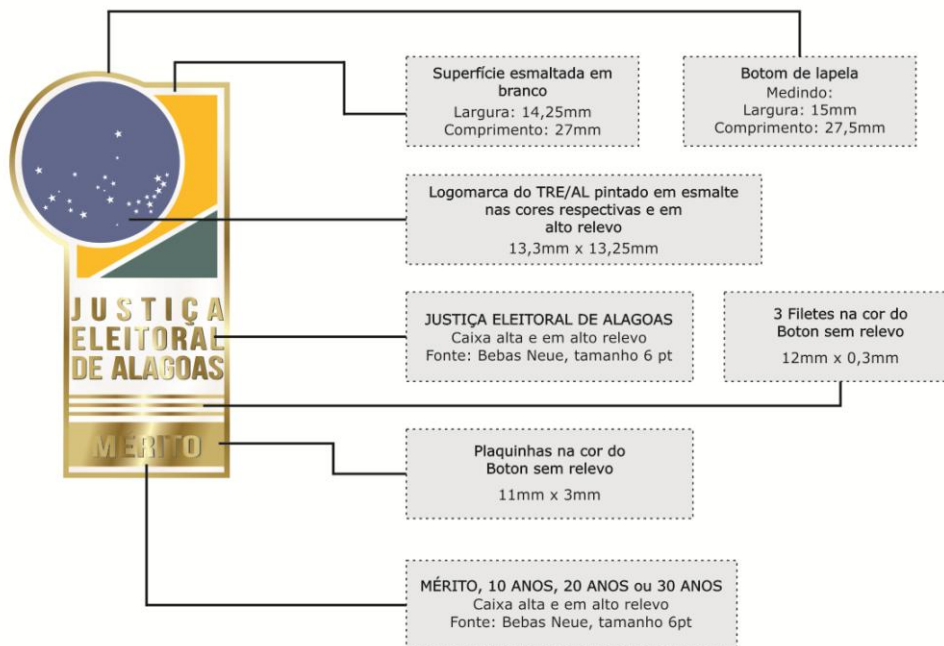 Superfície esmaltada em
branco
Largura: 14,25mm
Comprimento: 27mm
Botom de lapela
Medindo:
Largura: 15mm
Comprimento: 27,5mm
Logomarca do TRE/AL pintado em esmalte
nas cores respectivas e em
alto relevo
13,3mm x 13,25mm
JUSTIÇA
ELEITORAL
DE ALAGOAS
JUSTIÇA ELEITORAL DE ALAGOAS
Caixa alta e em alto relevo
Fonte: Bebas Neue, tamanho 6 pt
3 Filetes na cor do
Boton sem relevo
12mm x 0,3mm
MÉRITO
Plaquinhas na cor do
Boton sem relevo
11mm x 3mm
MÉRITO, 10 ANOS, 20 ANOS ou 30 ANOS
Caixa alta e em alto relevo
Fonte: Bebas Neue, tamanho 6pt